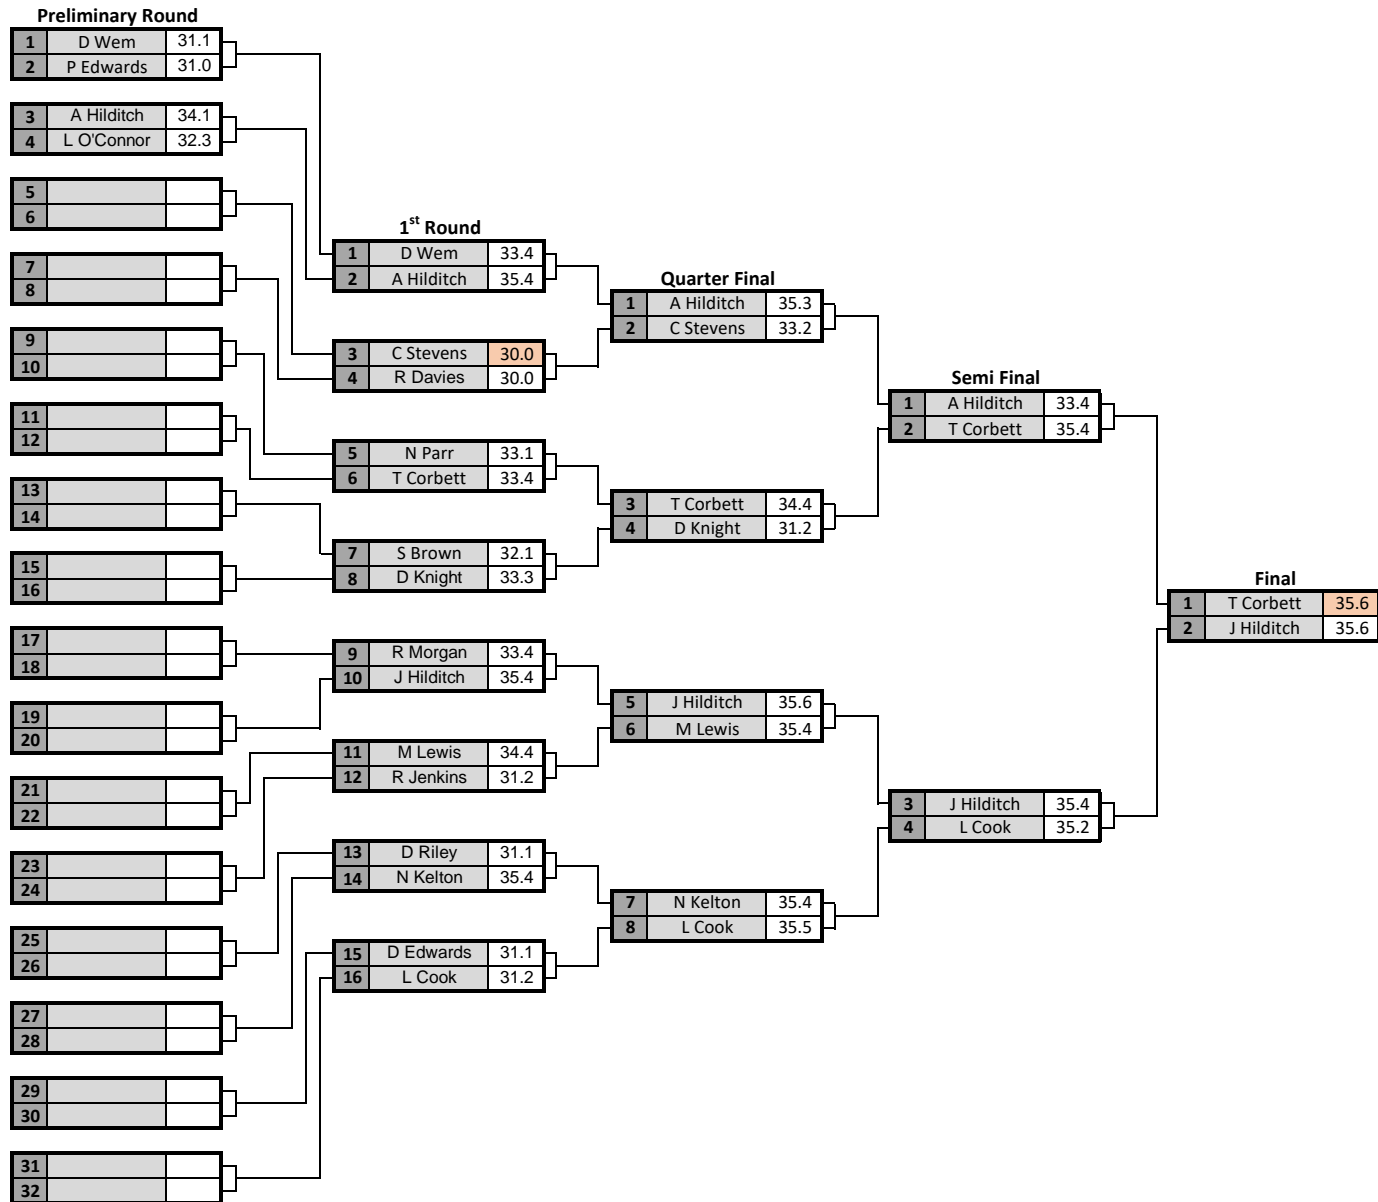 Preliminary Round
1 D Wem 31.1
2 P Edwards 31.0
3 A Hilditch 34.1
4 L O'Connor 32.3
5
6
7
8
9
10
11
12
13
14
15
16
17
18
19
20
21
22
23
24
25
26
27
28
29
30
31
32
1st Round
1 D Wem 33.4
2 A Hilditch 35.4
3 C Stevens 30.0
4 R Davies 30.0
5 N Parr 33.1
6 T Corbett 33.4
7 S Brown 32.1
8 D Knight 33.3
9 R Morgan 33.4
10 J Hilditch 35.4
11 M Lewis 34.4
12 R Jenkins 31.2
13 D Riley 31.1
14 N Kelton 35.4
15 D Edwards 31.1
16 L Cook 31.2
Quarter Final
1 A Hilditch 35.3
2 C Stevens 33.2
3 T Corbett 34.4
4 D Knight 31.2
5 J Hilditch 35.6
6 M Lewis 35.4
7 N Kelton 35.4
8 L Cook 35.5
Semi Final
1 A Hilditch 33.4
2 T Corbett 35.4
3 J Hilditch 35.4
4 L Cook 35.2
Final
1 T Corbett 35.6
2 J Hilditch 35.6